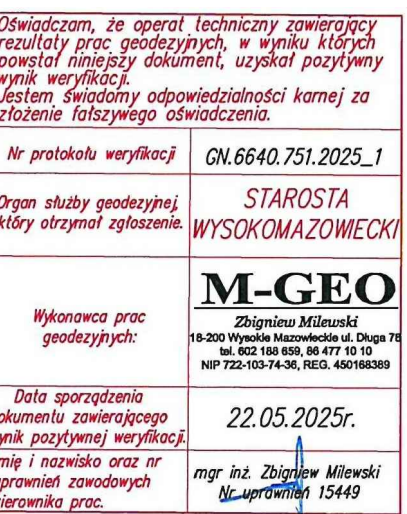 Oświadczam, że operat techniczny zawierający
rezultaty prac geodezyjnych, w wyniku których
powstał niniejszy dokument, uzyskał pozytywny
wynik weryfikacji.
Jestem świadomy odpowiedzialności karnej za
złożenie fałszywego oświadczenia.
Nr protokołu weryfikacji
GN.6640.751.2025_1
Organ służby geodezyjnej,
który otrzymał zgłoszenie.
STAROSTA
WYSOKOMAZOWIECKI
Wykonawca prac
geodezyjnych:
M-GEO
Zbigniew Milewski
18-200 Wysokie Mazowieckie ul. Długa 78
tel. 602 188 659, 86 477 10 10
NIP 722-103-74-36, REG. 450168389
Data sporządzenia
dokumentu zawierającego
wynik pozytywnej weryfikacji.
22.05.2025r.
Imię i nazwisko oraz nr
uprawnień zawodowych
kierownika prac.
mgr inż. Zbigniew Milewski
Nr uprawnień 15449